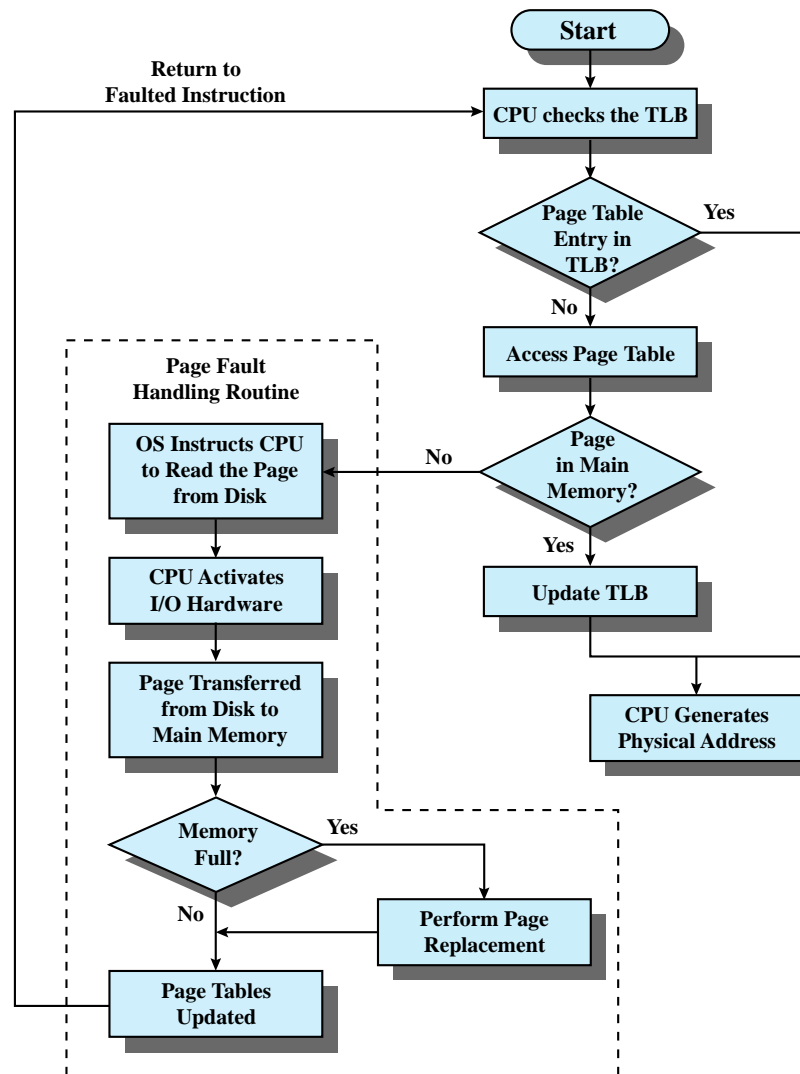 Start
Return to
Faulted Instruction
CPU checks the TLB
Page Table
Entry in
TLB?
Yes
No
Access Page Table
Page Fault
Handling Routine
OS Instructs CPU
to Read the Page
from Disk
No
Page
in Main
Memory?
Yes
CPU Activates
I/O Hardware
Update TLB
Page Transferred
from Disk to
Main Memory
CPU Generates
Physical Address
Memory
Full?
Yes
No
Perform Page
Replacement
Page Tables
Updated